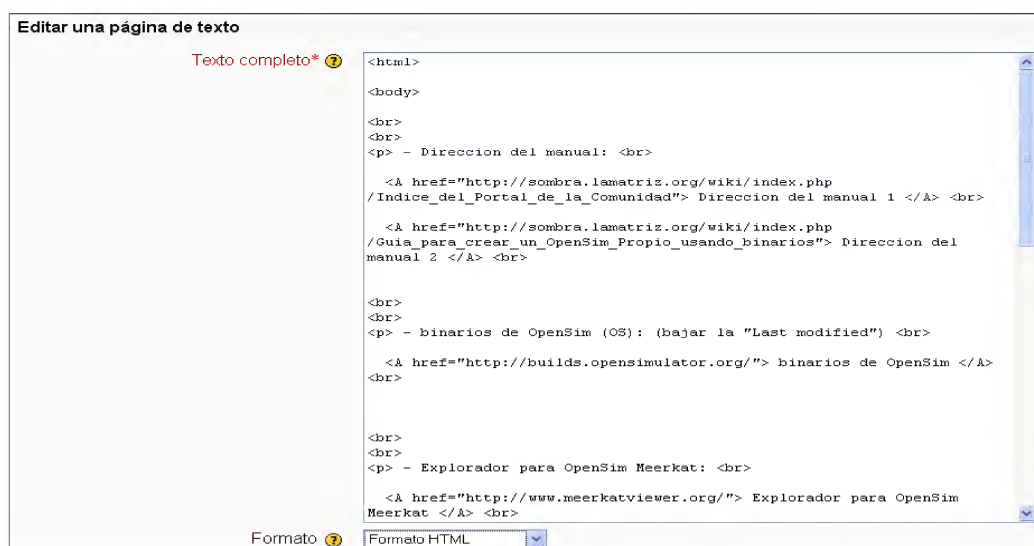 Editar una página de texto
Texto completo* ?
<html>
<body>
<br>
<br>
<p> - Direccion del manual: <br>
<A href="http://sombra.lamatriz.org/wiki/index.php
/Indice_del_Portal_de_la_Comunidad"> Direccion del manual 1 </A> <br>
<A href="http://sombra.lamatriz.org/wiki/index.php
/Guia_para_crear_un_OpenSim_Propio_usando_binarios"> Direccion del
manual 2 </A> <br>
<br>
<br>
<p> - binarios de OpenSim (OS): (bajar la "Last modified") <br>
<A href="http://builds.opensimulator.org/"> binarios de OpenSim </A>
<br>
<br>
<br>
<p> - Explorador para OpenSim Meerkat: <br>
<A href="http://www.meerkatviewer.org/"> Explorador para OpenSim
Meerkat </A> <br>
Formato ? Formato HTML